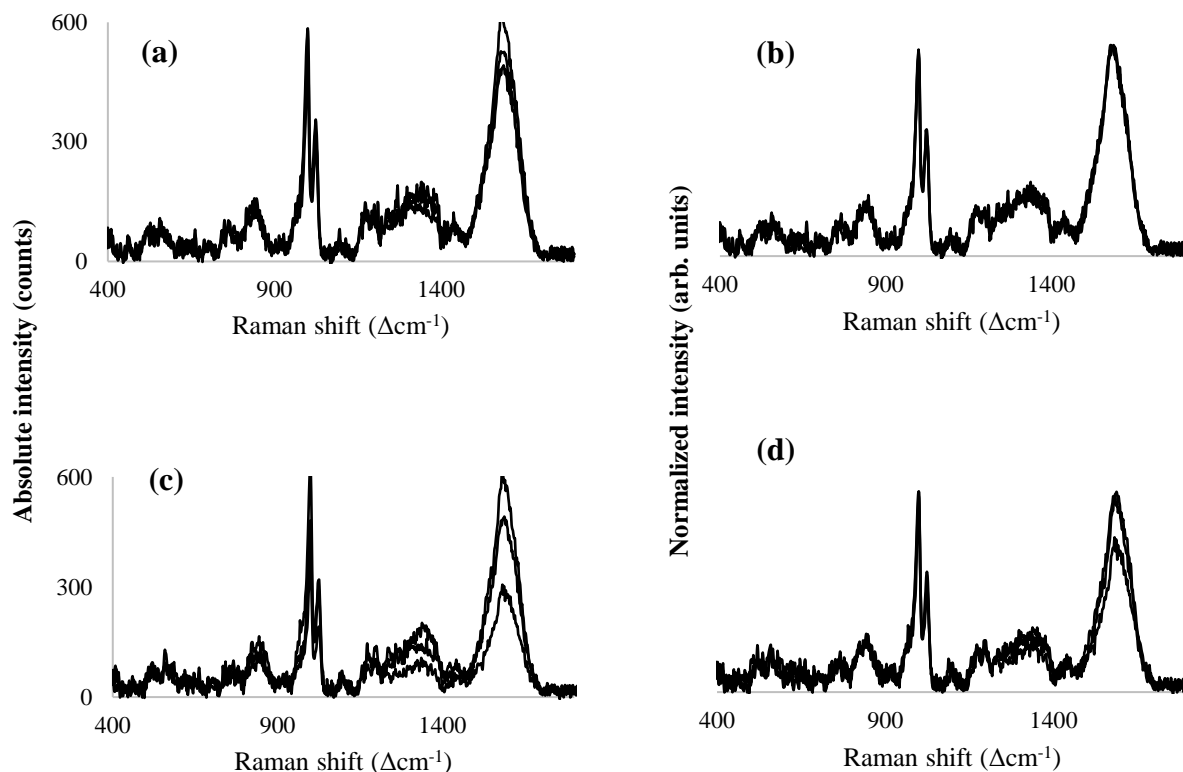 (a)
600
300
0
400
900
1400
Raman shift (Δcm⁻¹)
(b)
400
900
1400
Raman shift (Δcm⁻¹)
Absolute intensity (counts)
Normalized intensity (arb. units)
(c)
600
300
0
400
900
1400
Raman shift (Δcm⁻¹)
(d)
400
900
1400
Raman shift (Δcm⁻¹)